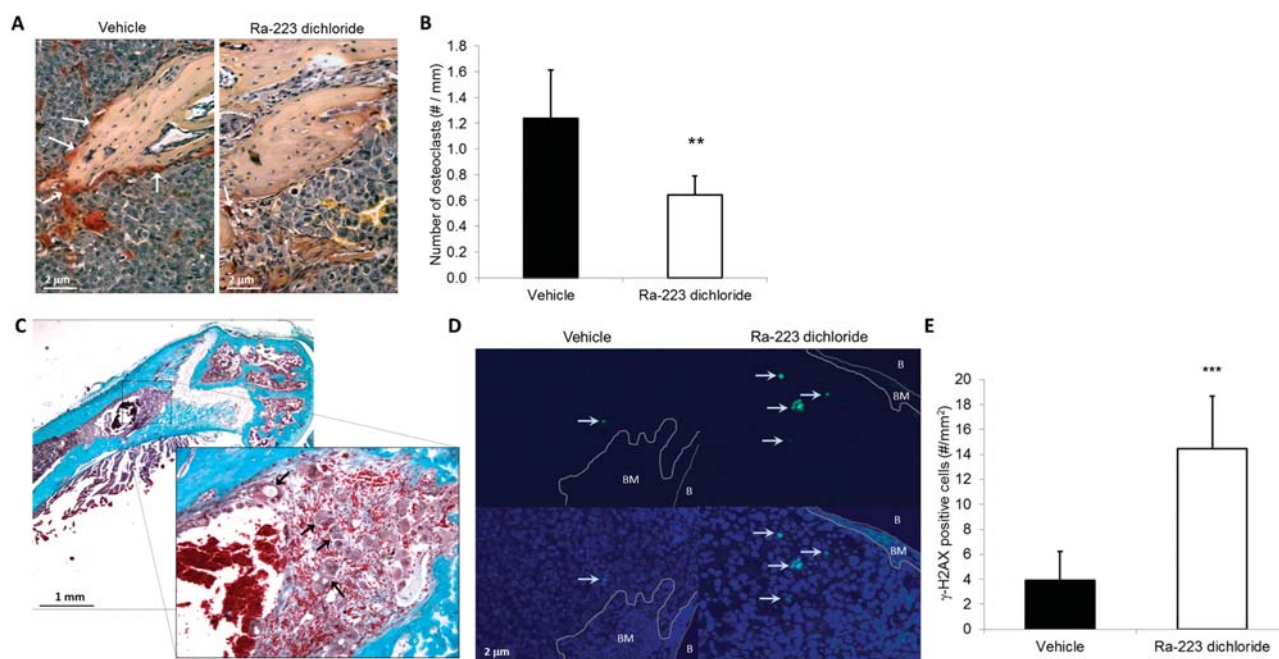 A
Vehicle
Ra-223 dichloride
2 µm
2 µm
B
Number of osteoclasts (# / mm)
1.8
1.6
1.4
1.2
1.0
0.8
0.6
0.4
0.2
0.0
**
Vehicle
Ra-223 dichloride
C
1 mm
D
Vehicle
Ra-223 dichloride
B
BM
BM
B
B
BM
BM
B
2 µm
E
γ-H2AX positive cells (#/mm²)
20
18
16
14
12
10
8
6
4
2
0
***
Vehicle
Ra-223 dichloride